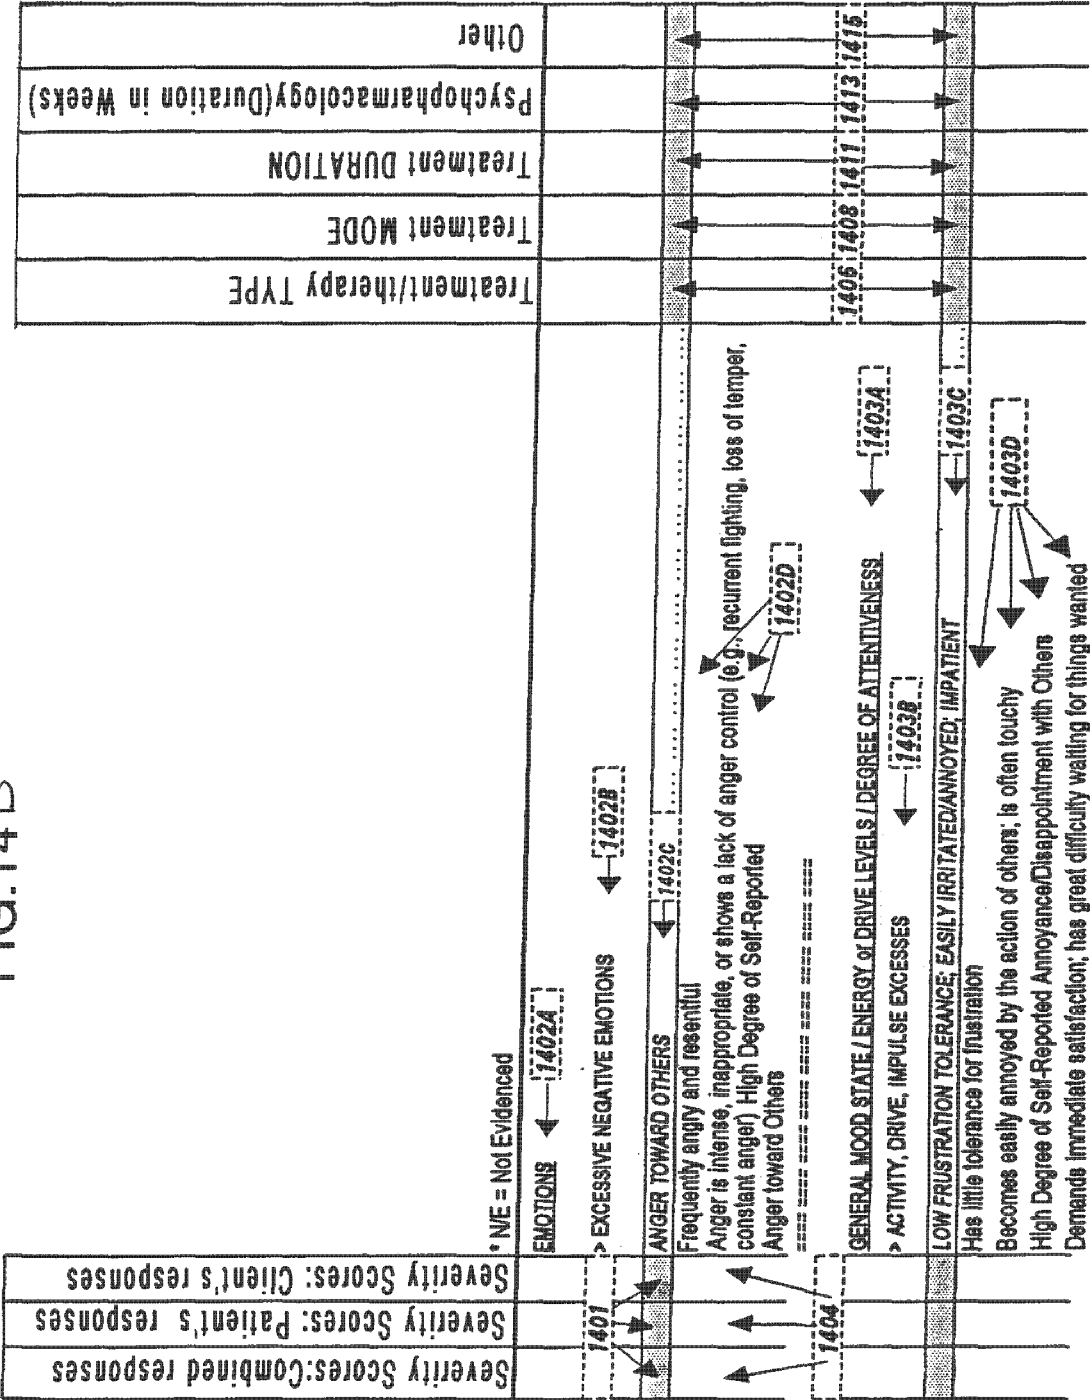 FIG. 14B
Severity Scores:Combined responses
Severity Scores: Patient's responses
Severity Scores: Client's responses
* N/E = Not Evidenced
Treatment/therapy TYPE
Treatment MODE
Treatment DURATION
Psychopharmacology(Duration in Weeks)
Other
EMOTIONS
1402A
> EXCESSIVE NEGATIVE EMOTIONS
1402B
1401
ANGER TOWARD OTHERS
1402C
Frequently angry and resentful
Anger is intense, inappropriate, or shows a lack of anger control (e.g., recurrent fighting, loss of temper,
constant anger) High Degree of Self-Reported
Anger toward Others
1402D
1404
1406 1408 1411 1413 1415
GENERAL MOOD STATE / ENERGY or DRIVE LEVELS / DEGREE OF ATTENTIVENESS
1403A
> ACTIVITY, DRIVE, IMPULSE EXCESSES
1403B
LOW FRUSTRATION TOLERANCE; EASILY IRRITATED/ANNOYED; IMPATIENT
1403C
Has little tolerance for frustration
Becomes easily annoyed by the action of others; is often touchy
High Degree of Self-Reported Annoyance/Disappointment with Others
Demands immediate satisfaction; has great difficulty waiting for things wanted
1403D